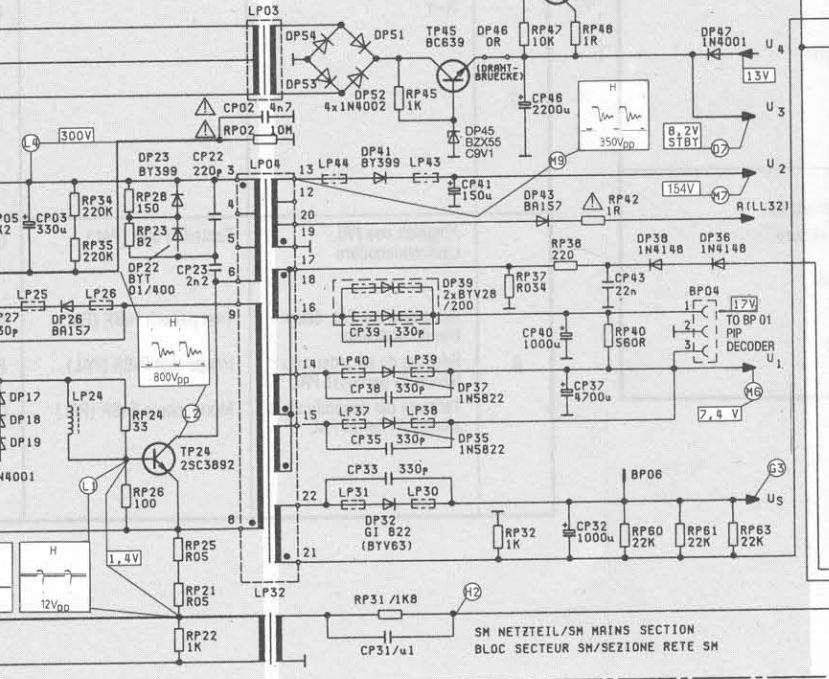 LP03
DP54
DP51
DP53
DP52
4x1N4002
TP45
BC639
DP46
0R
(DRAHT-
BRUECKE)
RP47
10K
RP48
1R
DP47
1N4001
U4
13V
RP45
1K
CP46
2200u
DP45
BZX55
C9V1
H
350Vpp
U3
8,2V
STBY
D7
CP02 4n7
RP02 10M
L4
300V
DP23
BY399
CP22
220p
3
LP04
13
LP44
DP41
BY399
LP43
M9
U2
154V
M7
CP03
330u
RP34
220K
RP28
150
RP23
82
RP35
220K
DP22
BYT
01/400
CP23
2n2
4
5
6
12
20
19
17
18
CP41
150u
DP43
BA157
RP42
1R
A(LL32)
RP38
220
DP38
1N4148
DP36
1N4148
RP37
R034
CP43
22n
DP39
2xBYV28
/200
LP25
DP26
BA157
LP26
9
16
CP39 330p
CP40
1000u
RP40
560R
BP04
1
2
3
17V
TO BP 01
PIP
DECODER
H
800Vpp
14
LP40
LP39
CP38 330p
DP37
1N5822
CP37
4700u
U1
M6
7,4 V
DP17
DP18
DP19
N4001
LP24
RP24
33
L2
TP24
2SC3892
15
LP37
LP38
CP35 330p
DP35
1N5822
L1
RP26
100
CP33 330p
22
LP31
LP30
DP32
GI 822
(BYV63)
BP06
G3
US
8
21
RP32
1K
CP32
1000u
RP60
22K
RP61
22K
RP63
22K
H
12Vpp
1,4V
RP25
R05
RP21
R05
RP22
1K
LP32
RP31/1K8
H2
CP31/u1
SM NETZTEIL/SM MAINS SECTION
BLOC SECTEUR SM/SEZIONE RETE SM